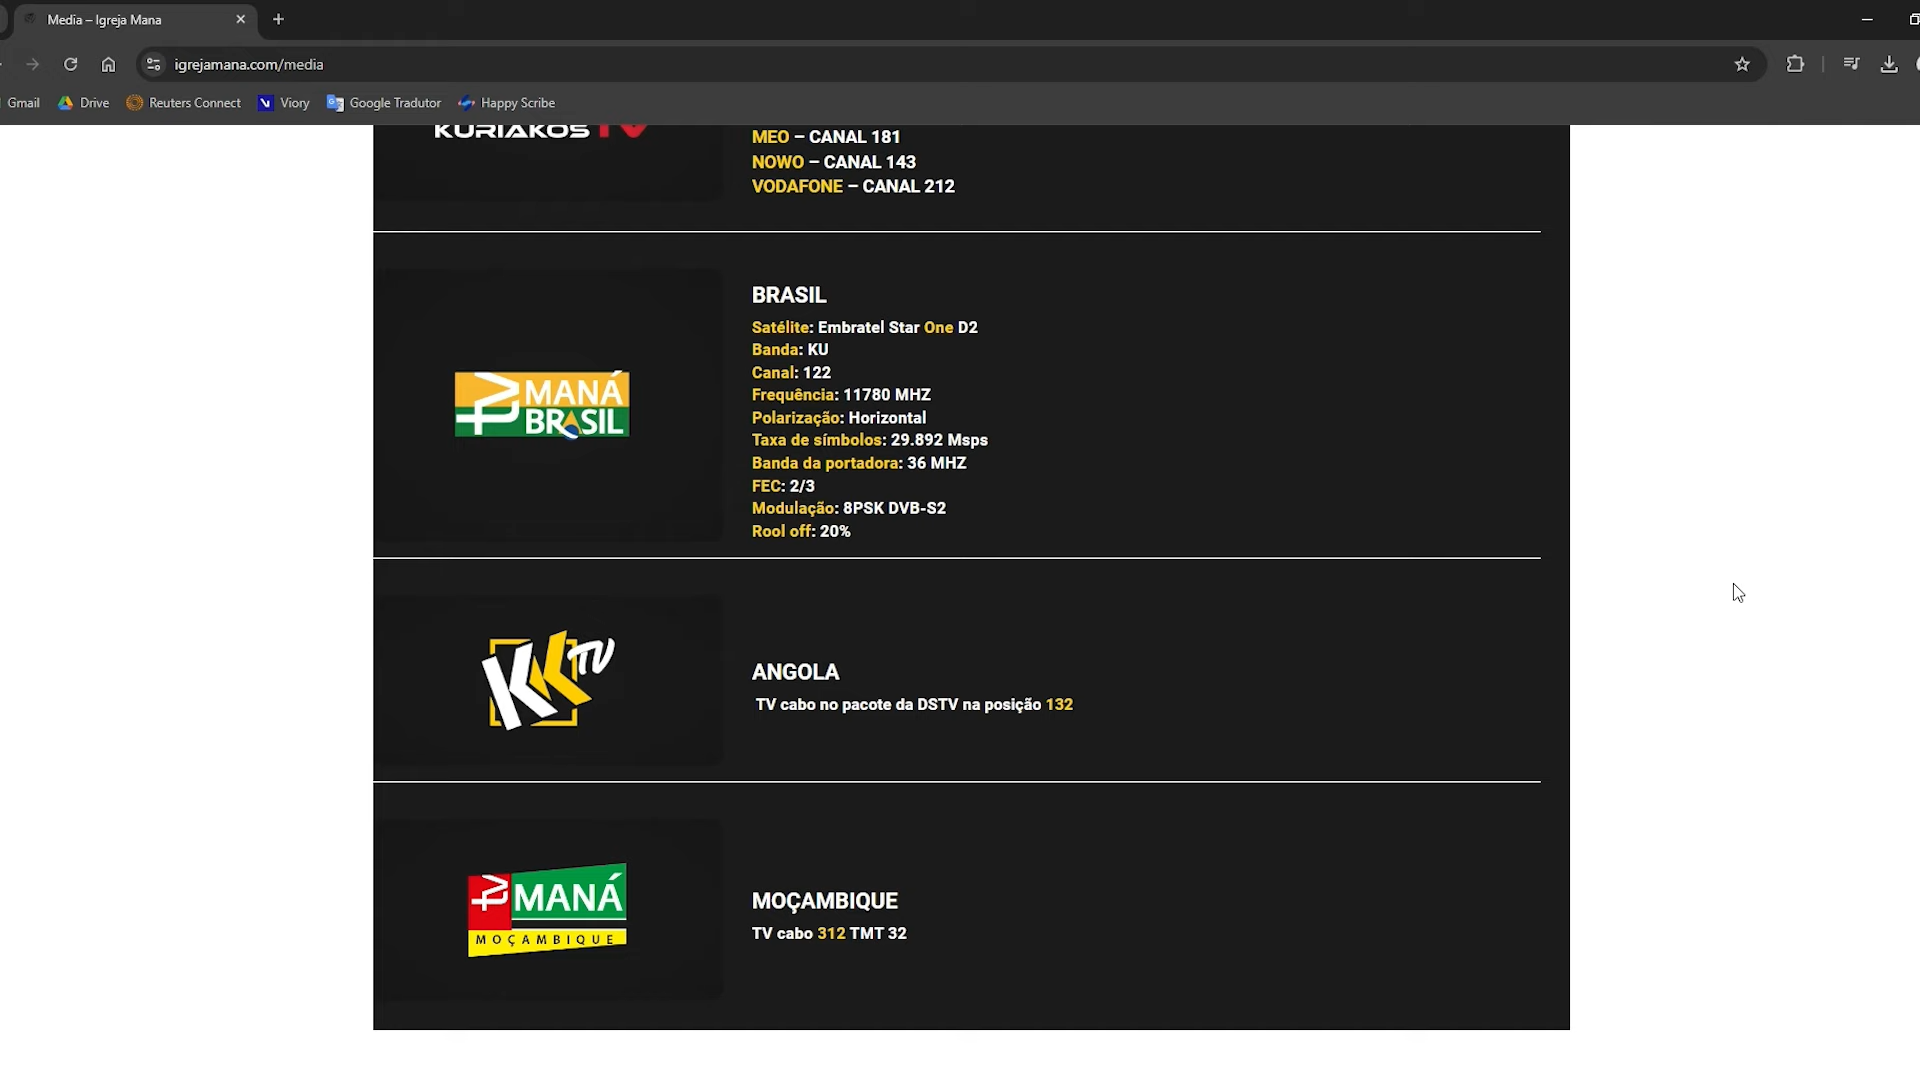 Media – Igreja Mana
igrejamana.com/media
Gmail Drive Reuters Connect Viory Google Tradutor Happy Scribe
KURIAKOS TV
MEO – CANAL 181
NOWO – CANAL 143
VODAFONE – CANAL 212
BRASIL
Satélite: Embratel Star One D2
Banda: KU
Canal: 122
Frequência: 11780 MHZ
Polarização: Horizontal
Taxa de símbolos: 29.892 Msps
Banda da portadora: 36 MHZ
FEC: 2/3
Modulação: 8PSK DVB-S2
Rool off: 20%
TV MANÁ
BRASIL
KK TV
ANGOLA
TV cabo no pacote da DSTV na posição 132
TV MANÁ
MOÇAMBIQUE
MOÇAMBIQUE
TV cabo 312 TMT 32